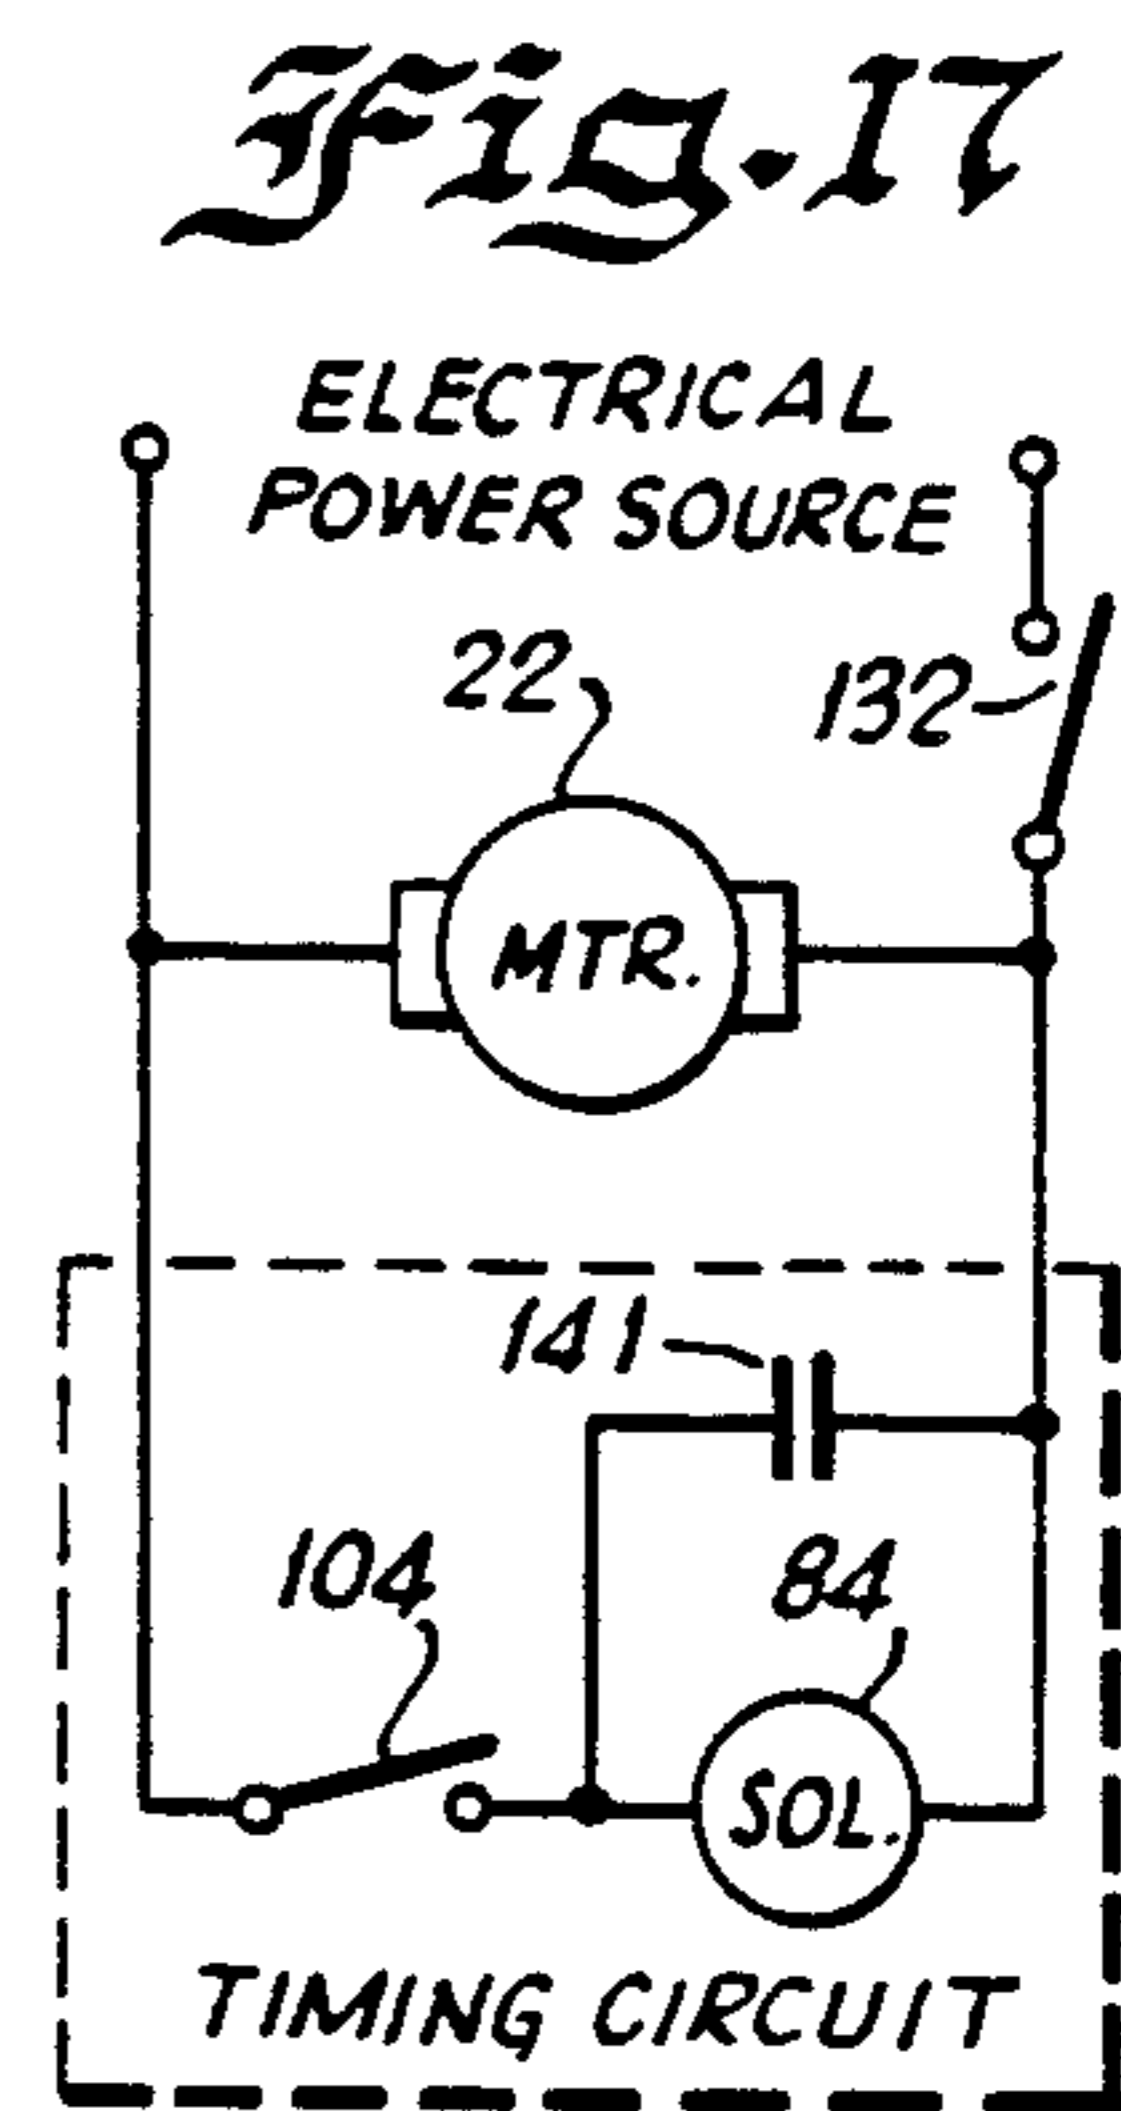 Fig. 17
ELECTRICAL
POWER SOURCE
22
132
MTR.
141
104
84
SOL.
TIMING CIRCUIT